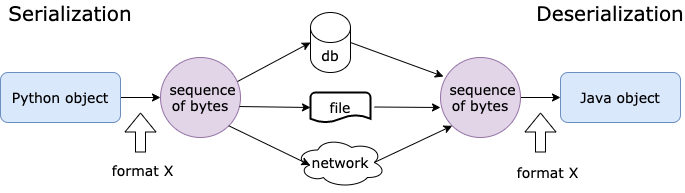 Serialization
Deserialization
db
Python object
sequence
of bytes
file
sequence
of bytes
Java object
network
format X
format X